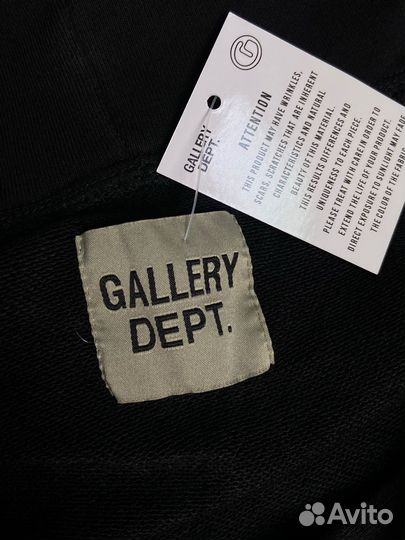 GALLERY
DEPT.
ATTENTION
THIS PRODUCT MAY HAVE WRINKLES,
SCARS, SCRATCHES THAT ARE INHERENT
CHARACTERISTICS AND NATURAL
BEAUTY OF THIS MATERIAL.
THIS RESULTS DIFFERENCES AND
UNIQUENESS TO EACH PIECE.
PLEASE TREAT WITH CARE IN ORDER TO
EXTEND THE LIFE OF YOUR PRODUCT.
DIRECT EXPOSURE TO SUNLIGHT MAY FADE
THE COLOR OF THE FABRIC.
GALLERY
DEPT.
Avito